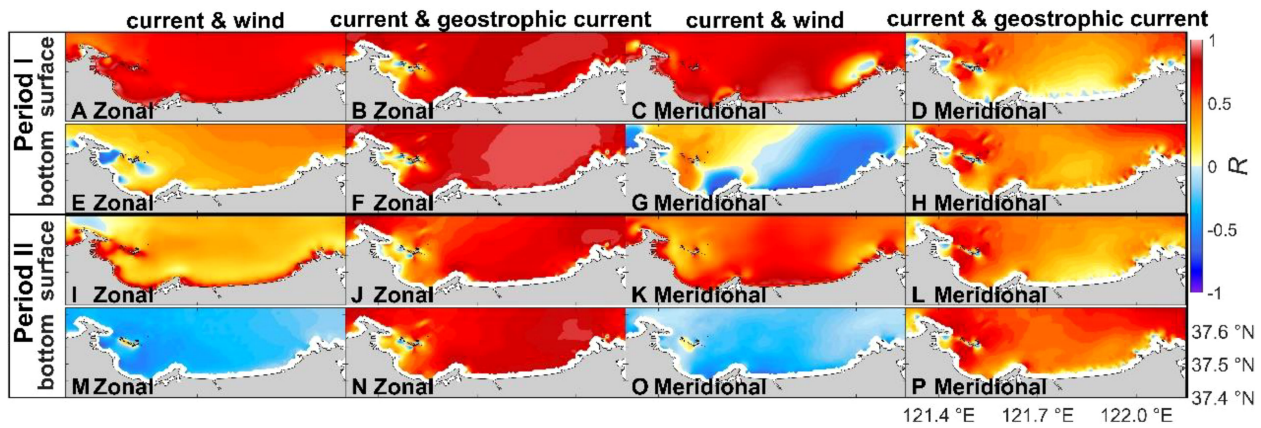 current & wind current & geostrophic current current & wind current & geostrophic current
Period I
surface
A Zonal B Zonal C Meridional D Meridional
bottom
E Zonal F Zonal G Meridional H Meridional
Period II
surface
I Zonal J Zonal K Meridional L Meridional
bottom
M Zonal N Zonal O Meridional P Meridional
1
0.5
0
-0.5
-1
R
37.6 °N
37.5 °N
37.4 °N
121.4 °E 121.7 °E 122.0 °E